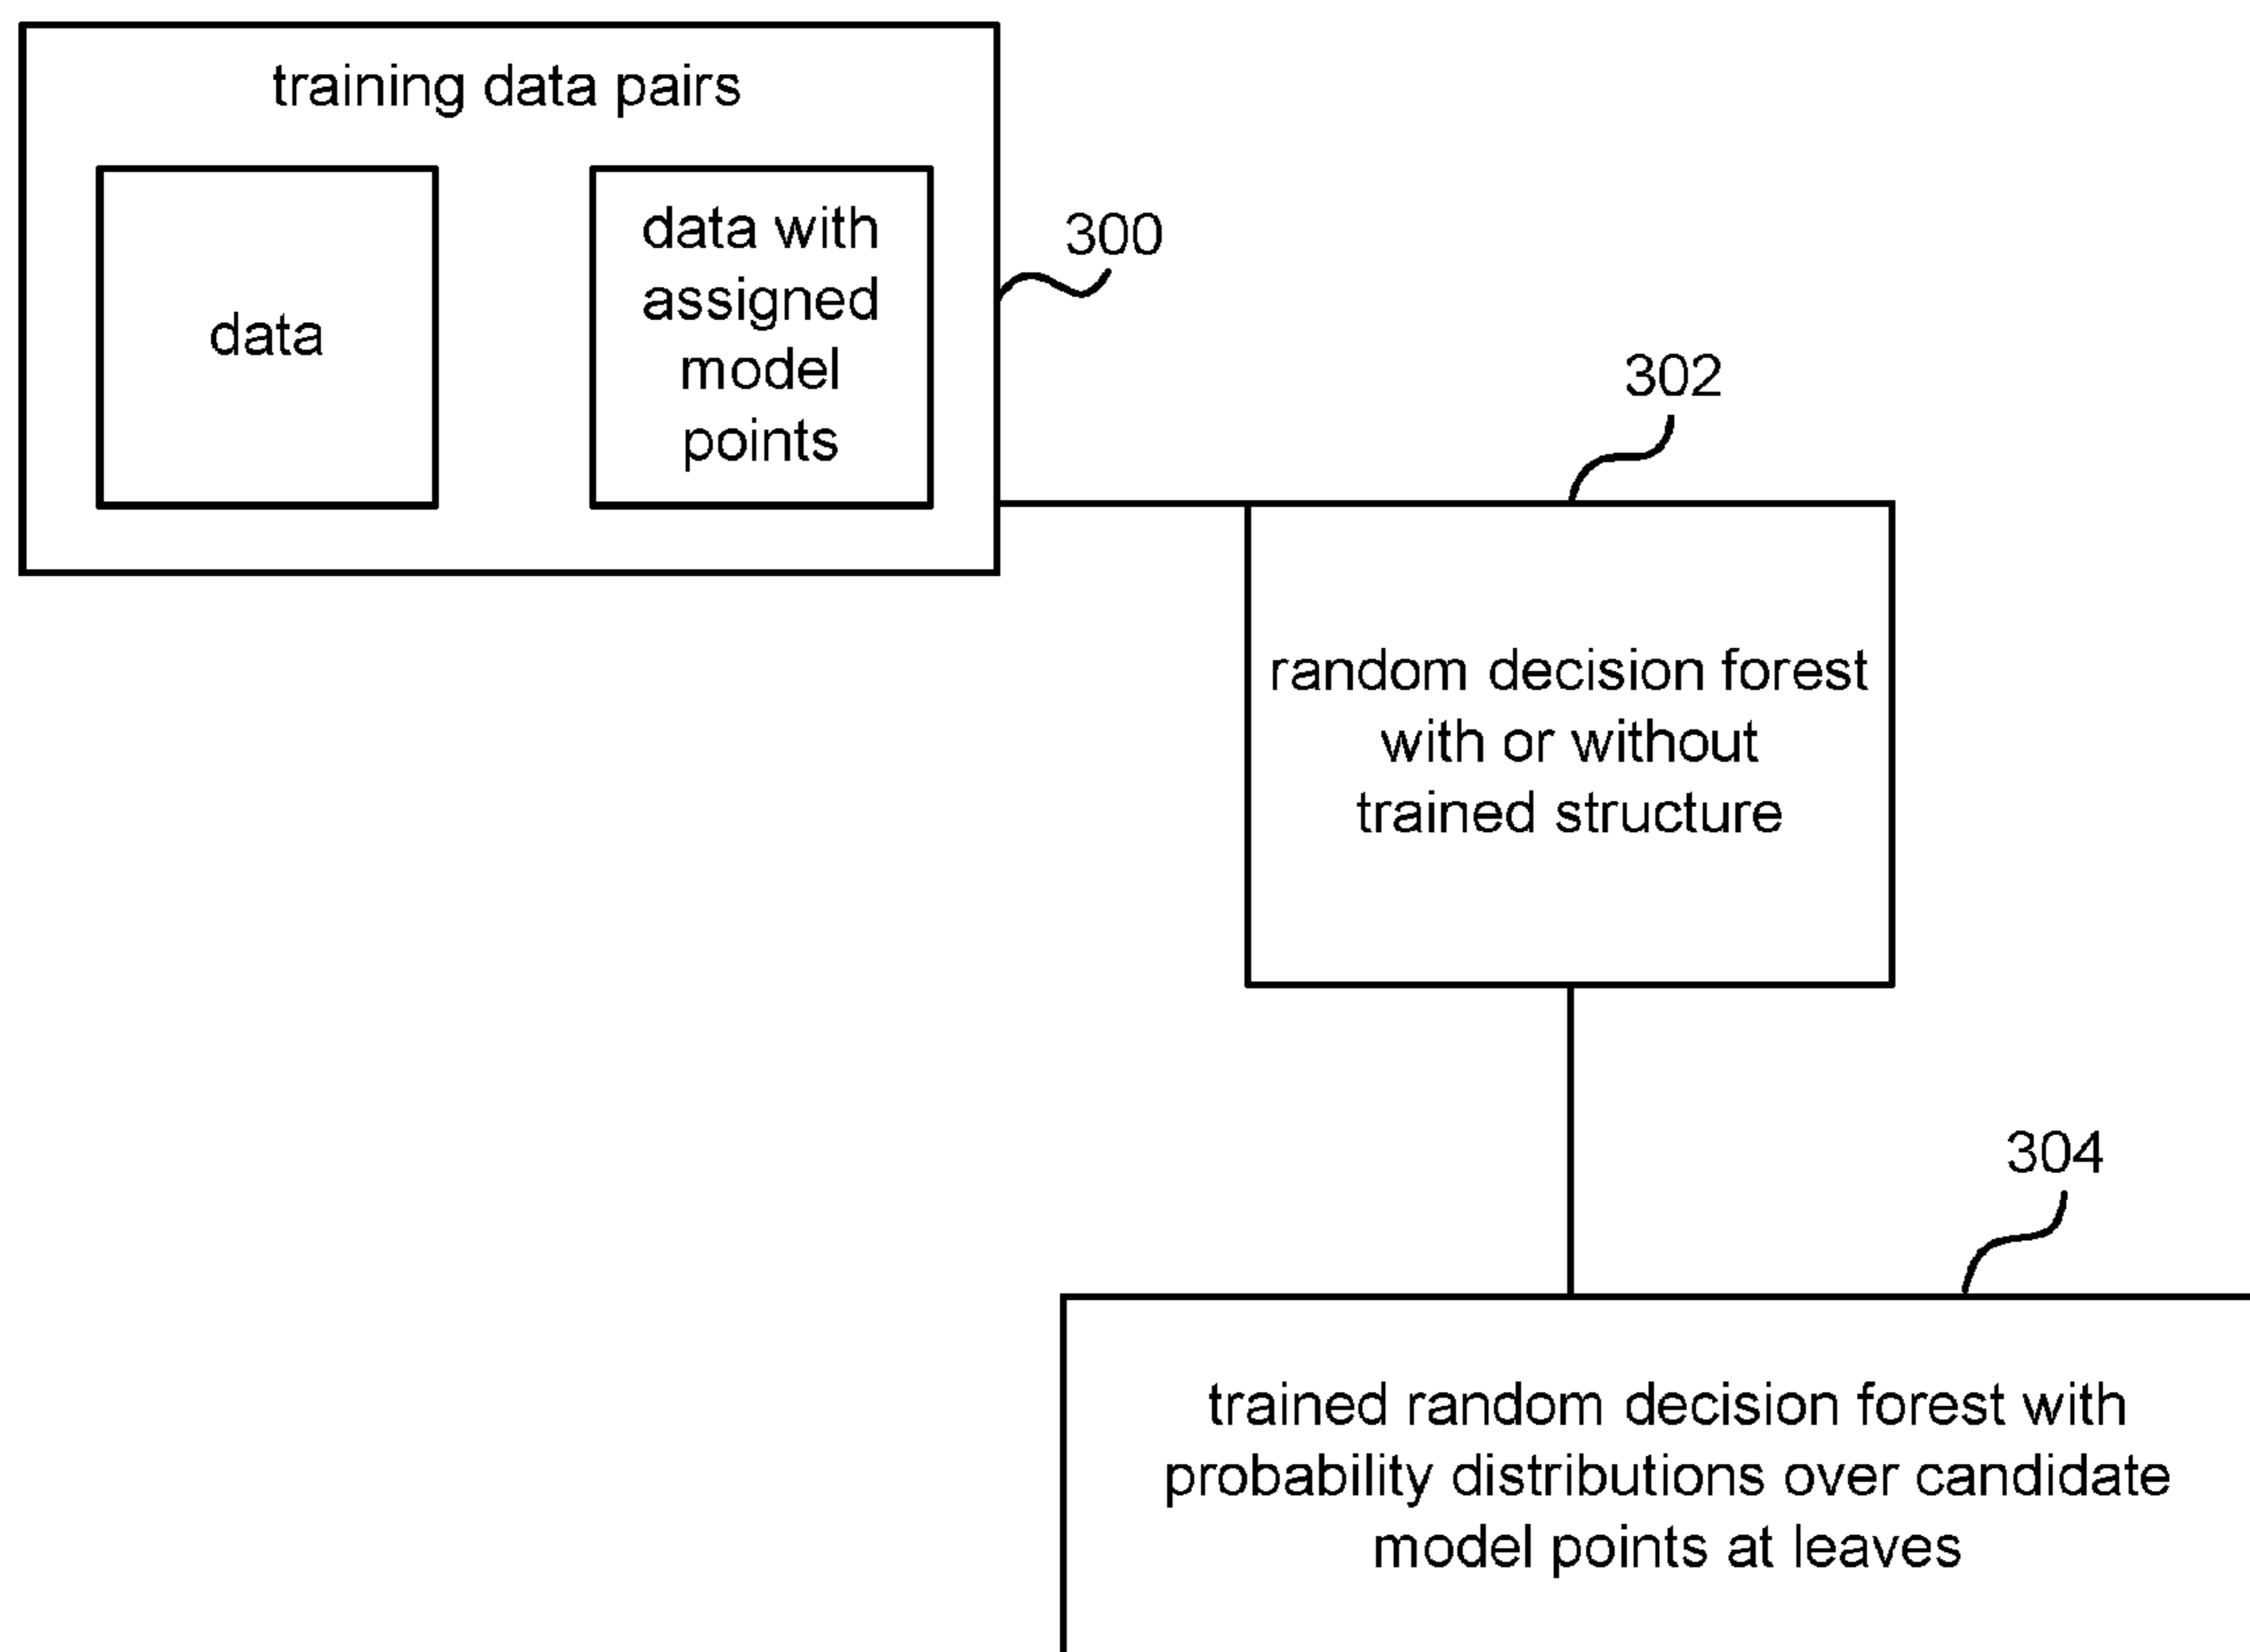 training data pairs
data
data with
assigned
model
points
300
302
random decision forest
with or without
trained structure
304
trained random decision forest with
probability distributions over candidate
model points at leaves